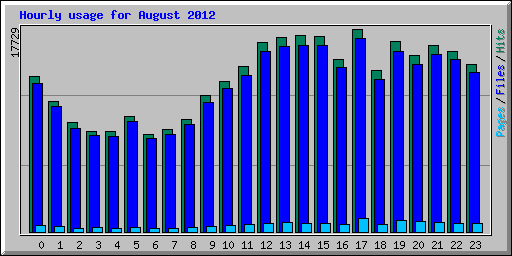 Hourly usage for August 2012
17729
Pages / Files / Hits
0 1 2 3 4 5 6 7 8 9 10 11 12 13 14 15 16 17 18 19 20 21 22 23